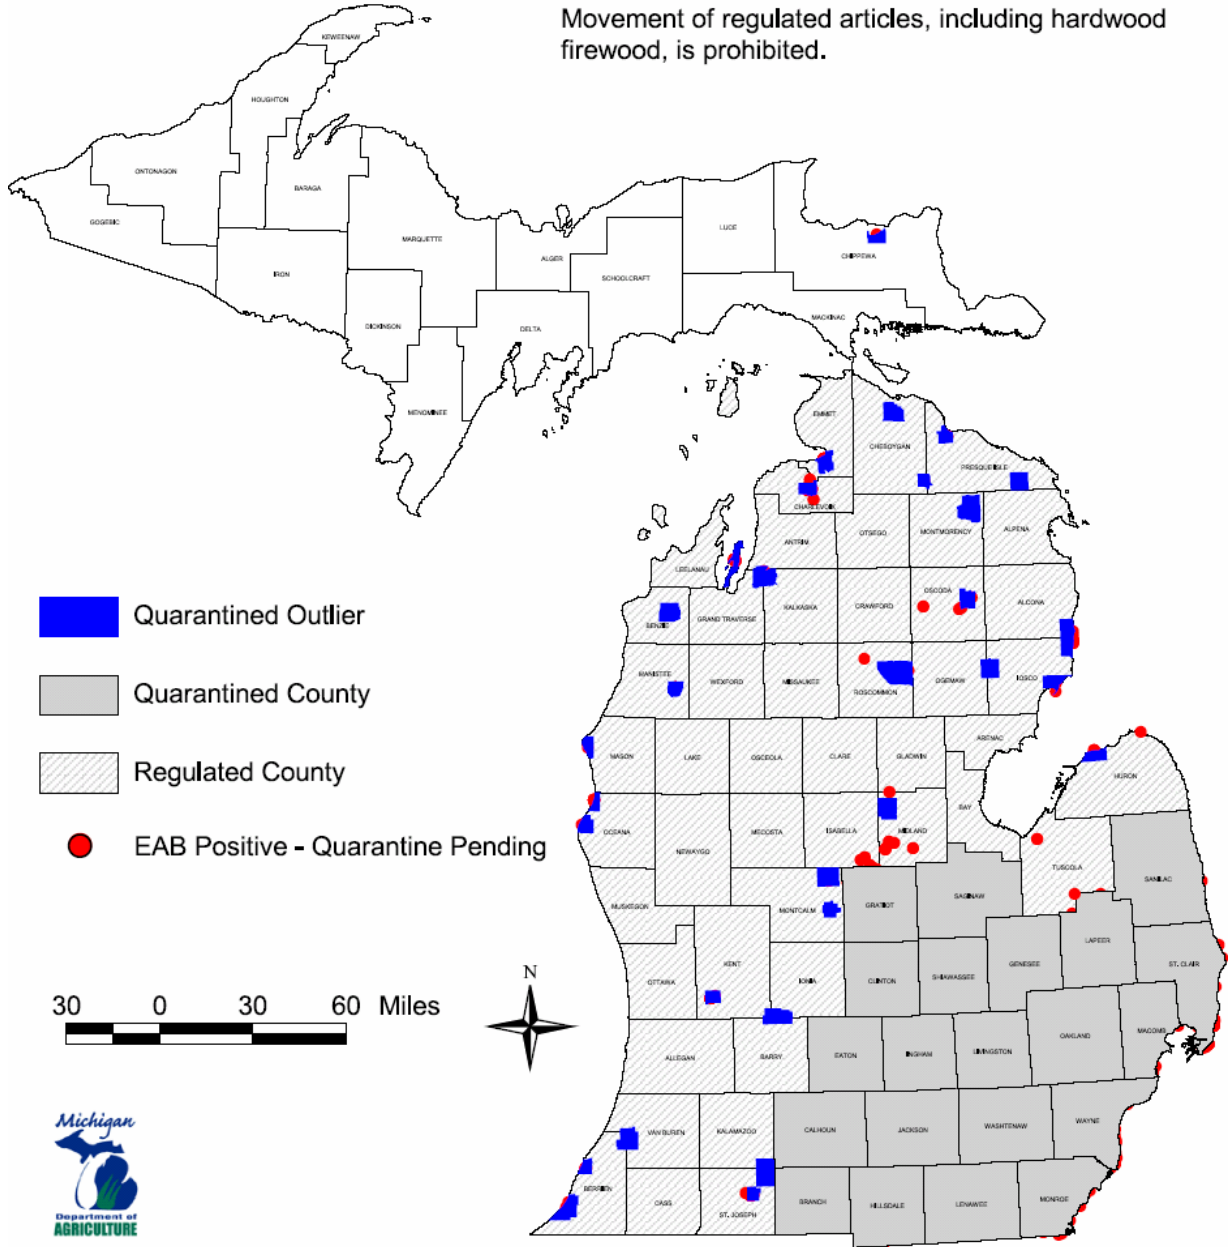 Movement of regulated articles, including hardwood
firewood, is prohibited.
KEWEENAW
HOUGHTON
ONTONAGON
BARAGA
GOGEBIC
MARQUETTE
LUCE
ALGER
CHIPPEWA
IRON
SCHOOLCRAFT
MACKINAC
DICKINSON
DELTA
MENOMINEE
EMMET
CHEBOYGAN
PRESQUE ISLE
CHARLEVOIX
ANTRIM
OTSEGO
MONTMORENCY
ALPENA
LEELANAU
OSCODA
ALCONA
KALKASKA
CRAWFORD
BENZIE
GRAND TRAVERSE
Quarantined Outlier
MANISTEE
WEXFORD
MISSAUKEE
ROSCOMMON
OGEMAW
IOSCO
Quarantined County
ARENAC
MASON
LAKE
OSCEOLA
CLARE
GLADWIN
Regulated County
HURON
BAY
OCEANA
NEWAYGO
MECOSTA
ISABELLA
MIDLAND
EAB Positive - Quarantine Pending
TUSCOLA
SANILAC
MUSKEGON
MONTCALM
GRATIOT
SAGINAW
LAPEER
ST. CLAIR
KENT
GENESEE
OTTAWA
IONIA
CLINTON
SHIAWASSEE
N
30 0 30 60 Miles
ALLEGAN
BARRY
EATON
INGHAM
LIVINGSTON
OAKLAND
MACOMB
VAN BUREN
KALAMAZOO
CALHOUN
JACKSON
WASHTENAW
WAYNE
BERRIEN
CASS
ST. JOSEPH
BRANCH
HILLSDALE
LENAWEE
MONROE
Michigan
Department of
AGRICULTURE